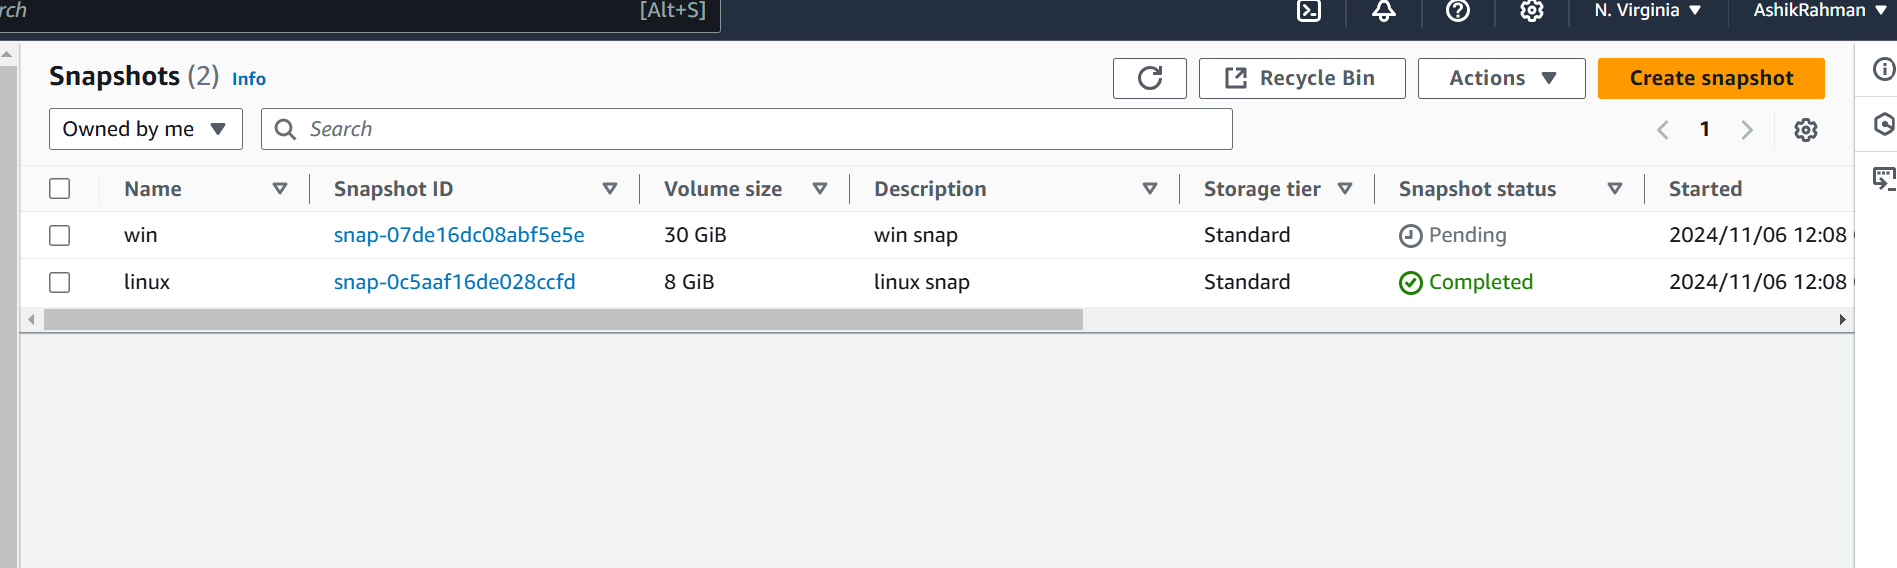 rch [Alt+S] N. Virginia AshikRahman
Snapshots (2) Info Recycle Bin Actions Create snapshot
Owned by me Search 1
Name Snapshot ID Volume size Description Storage tier Snapshot status Started
win snap-07de16dc08abf5e5e 30 GiB win snap Standard Pending 2024/11/06 12:08
linux snap-0c5aaf16de028ccfd 8 GiB linux snap Standard Completed 2024/11/06 12:08